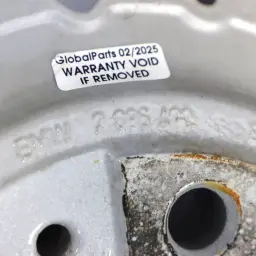 GlobalParts 02/2025
WARRANTY VOID
IF REMOVED
BMW